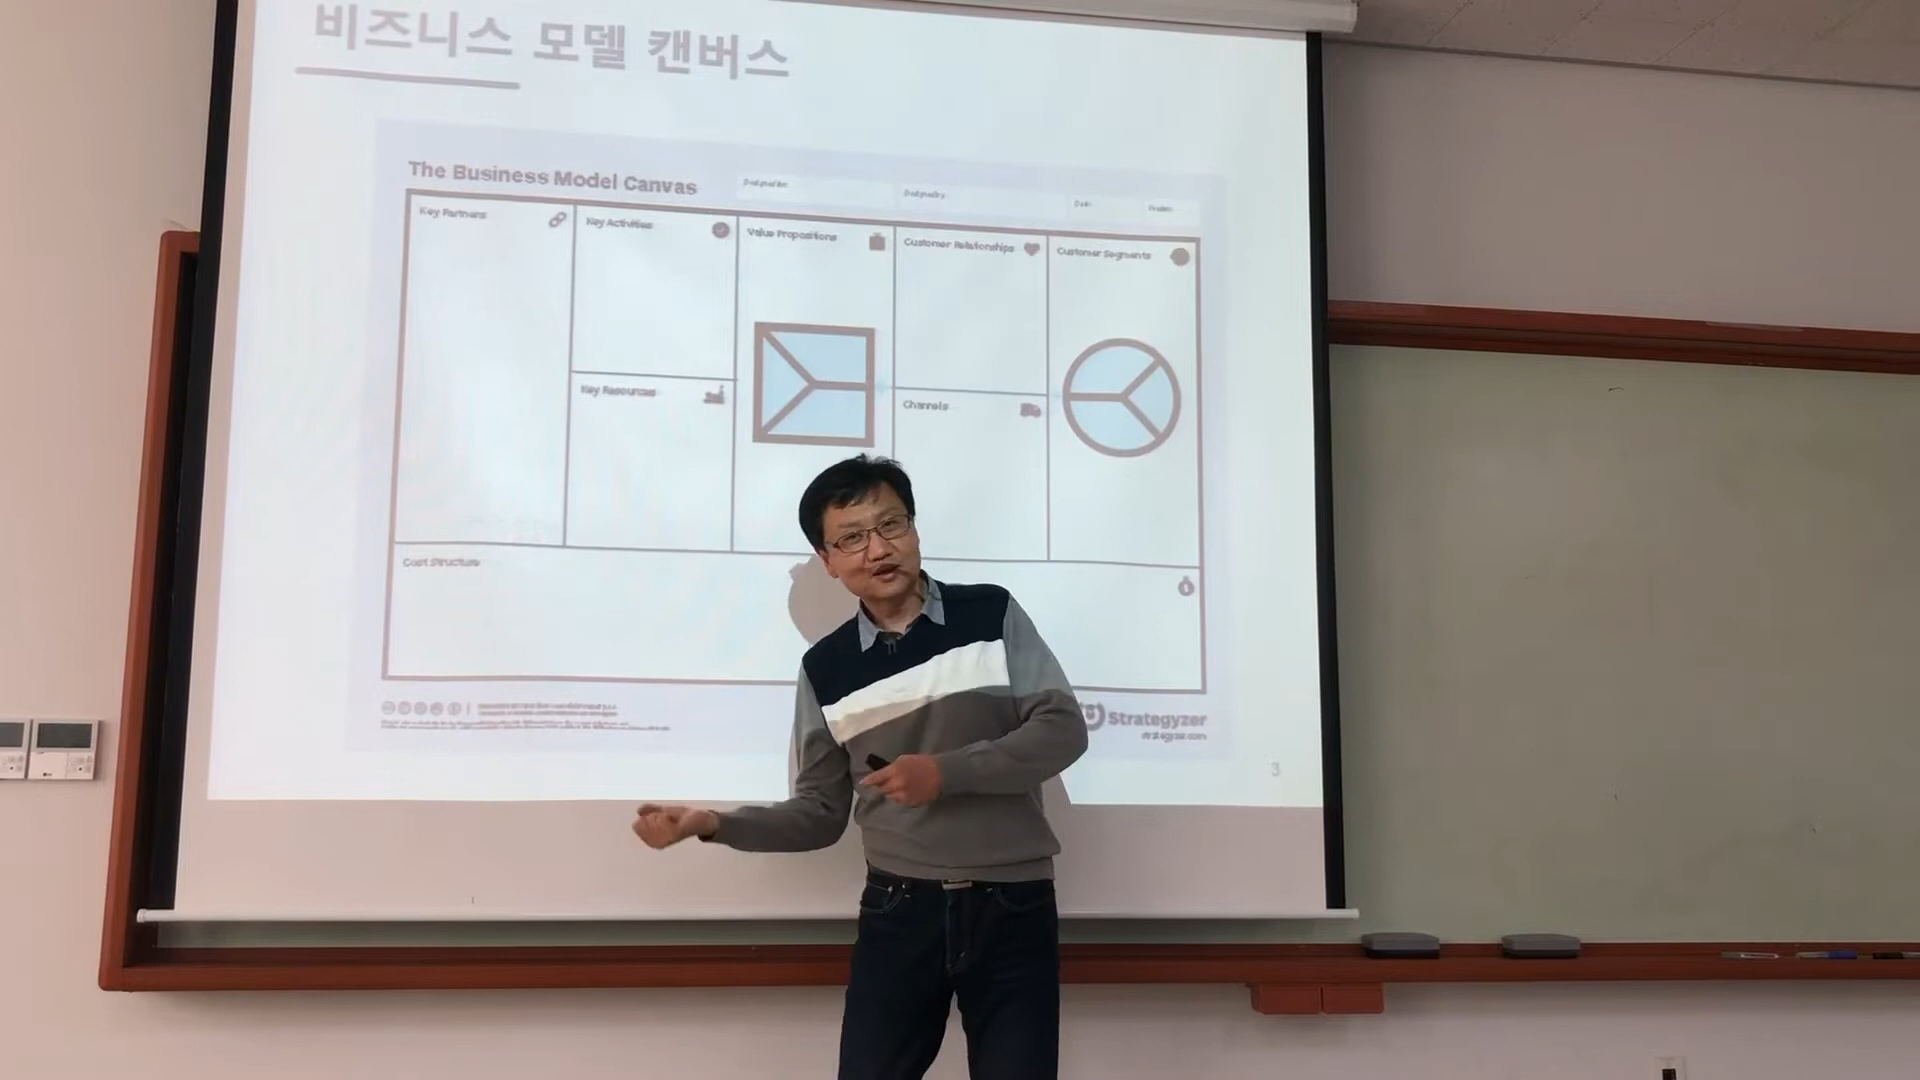 비즈니스 모델 캔버스
The Business Model Canvas
Key Partners
Key Activities
Value Propositions
Customer Relationships
Customer Segments
Key Resources
Channels
Cost Structure
Strategyzer
strategyzer.com
3